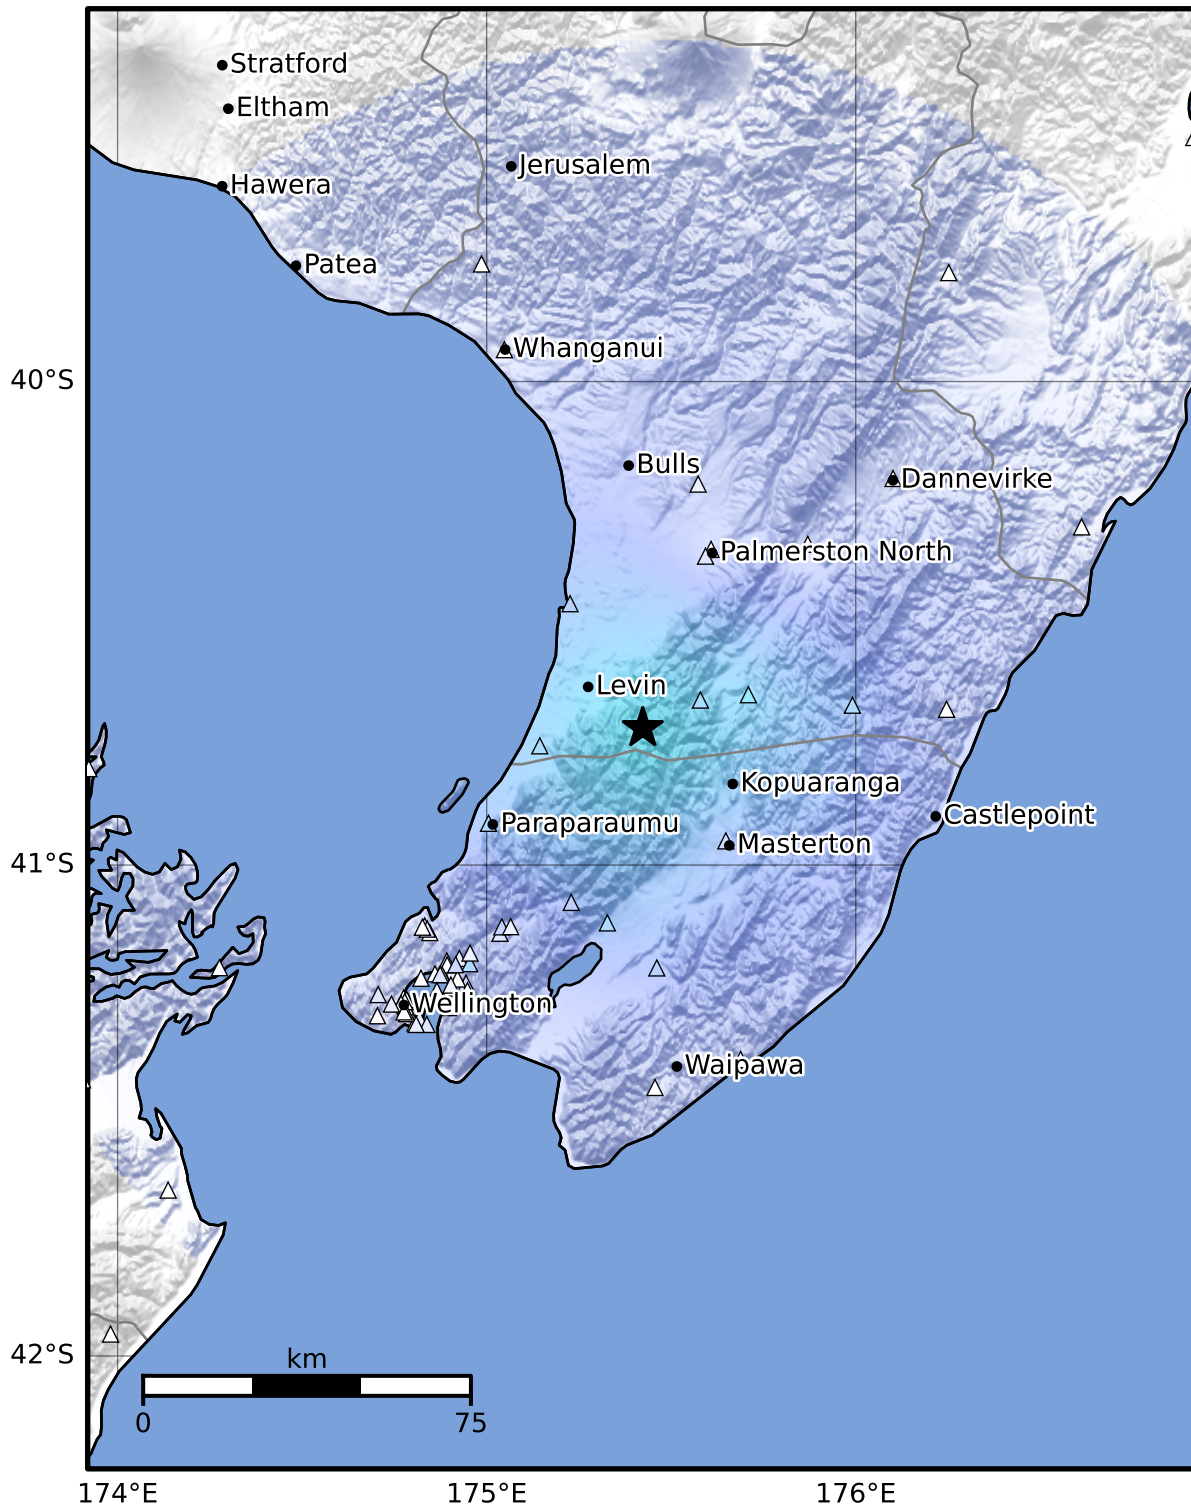 Stratford
Eltham
Jerusalem
Hawera
Patea
Whanganui
40°S
Bulls
Dannevirke
Palmerston North
Levin
Kopuaranga
Castlepoint
Paraparaumu
Masterton
41°S
Wellington
Waipawa
42°S
km
0
75
174°E
175°E
176°E